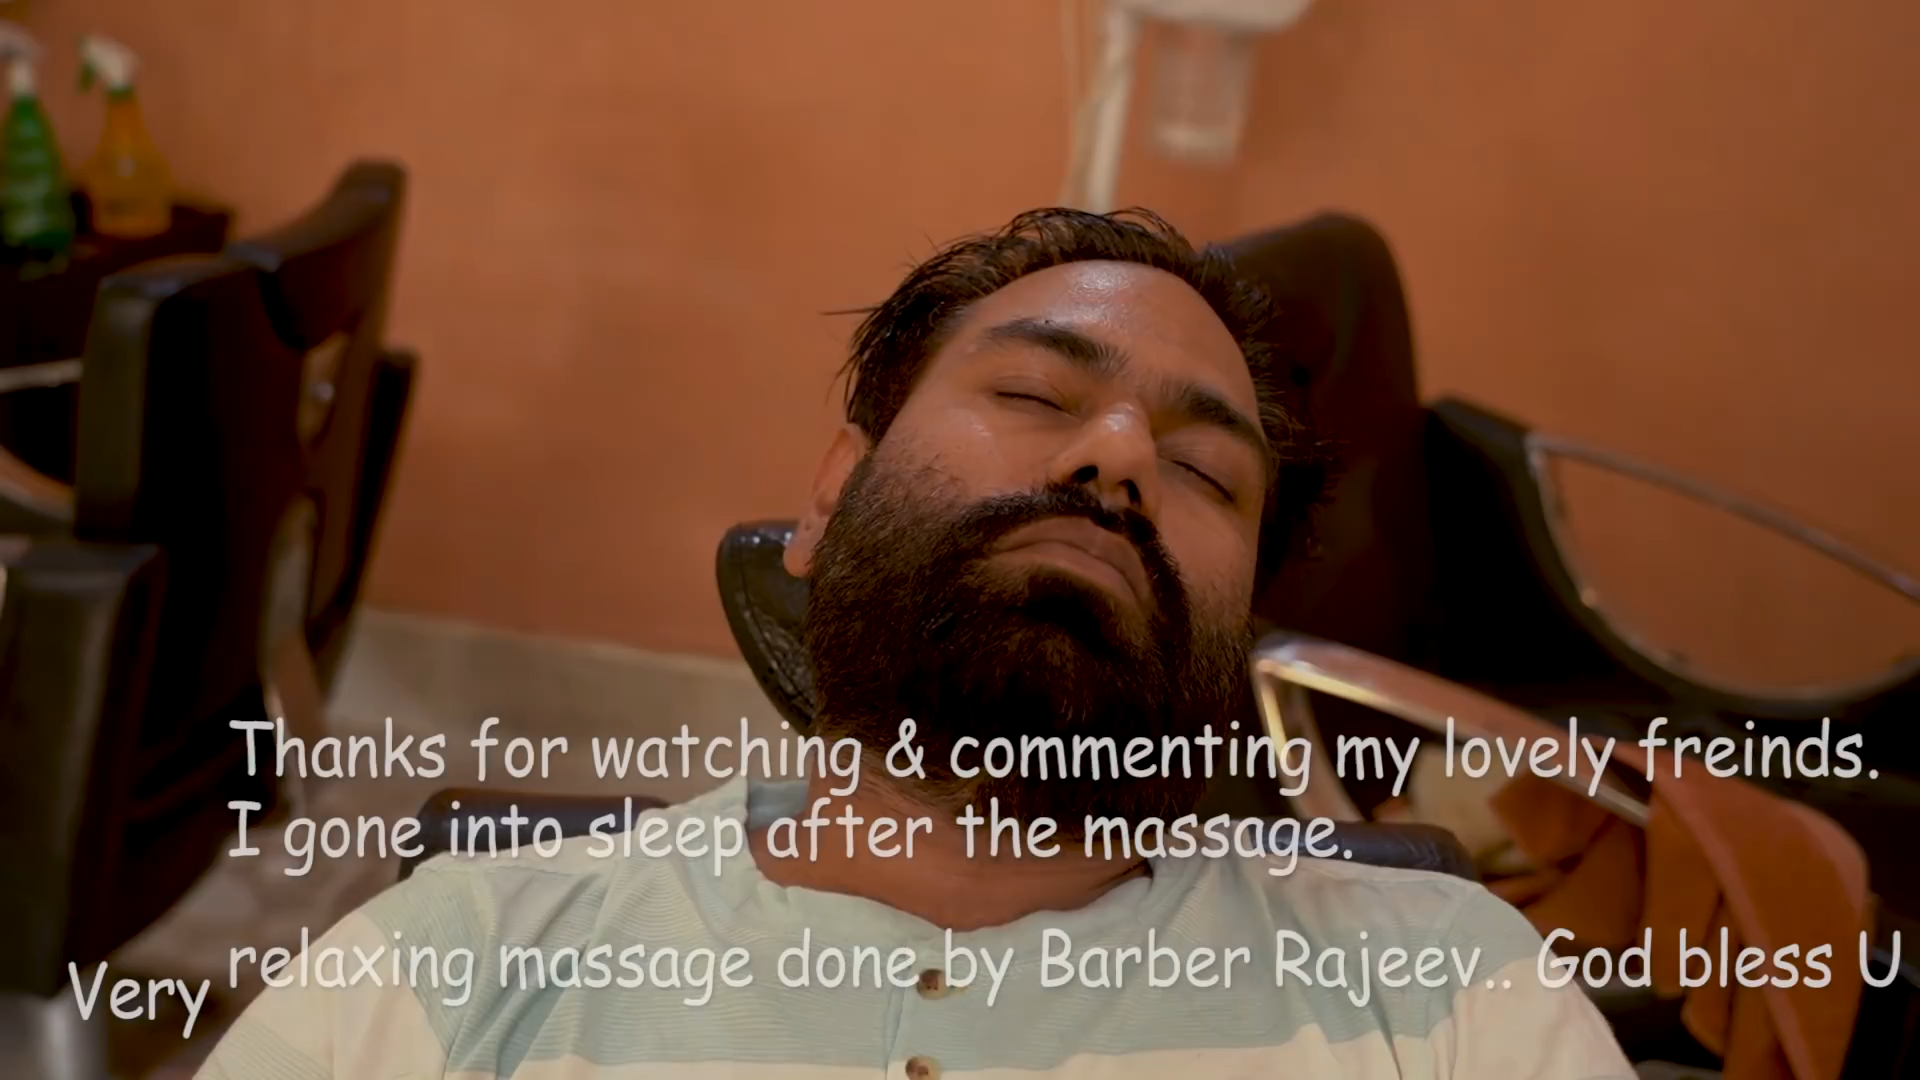 Thanks for watching & commenting my lovely freinds.
I gone into sleep after the massage.
Very relaxing massage done by Barber Rajeev.. God bless U